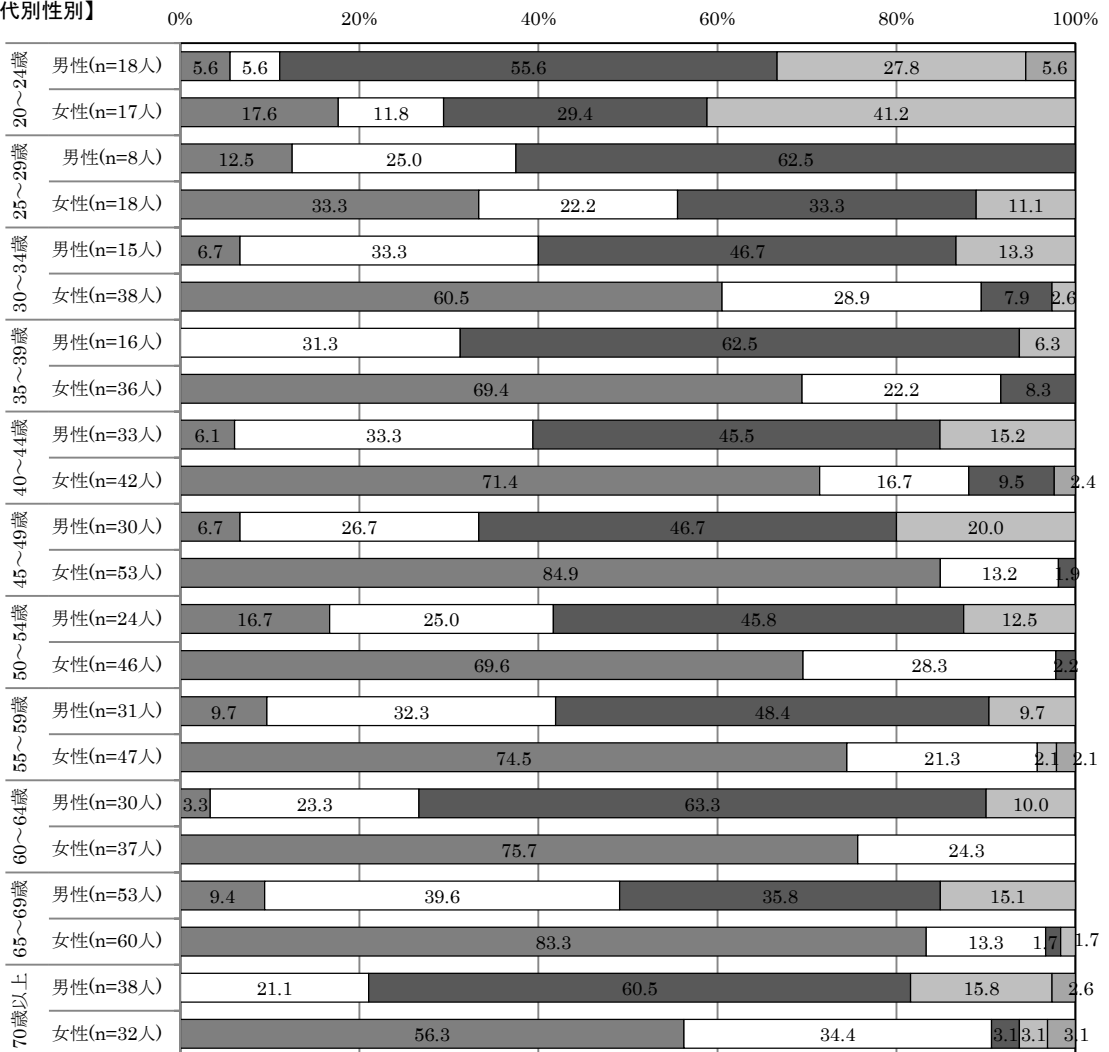 代別性別】
0% 20% 40% 60% 80% 100%
20～24歳
男性(n=18人) 5.6 5.6 55.6 27.8 5.6
女性(n=17人) 17.6 11.8 29.4 41.2
25～29歳
男性(n=8人) 12.5 25.0 62.5
女性(n=18人) 33.3 22.2 33.3 11.1
30～34歳
男性(n=15人) 6.7 33.3 46.7 13.3
女性(n=38人) 60.5 28.9 7.9 2.6
35～39歳
男性(n=16人) 31.3 62.5 6.3
女性(n=36人) 69.4 22.2 8.3
40～44歳
男性(n=33人) 6.1 33.3 45.5 15.2
女性(n=42人) 71.4 16.7 9.5 2.4
45～49歳
男性(n=30人) 6.7 26.7 46.7 20.0
女性(n=53人) 84.9 13.2 1.9
50～54歳
男性(n=24人) 16.7 25.0 45.8 12.5
女性(n=46人) 69.6 28.3 2.2
55～59歳
男性(n=31人) 9.7 32.3 48.4 9.7
女性(n=47人) 74.5 21.3 2.1 2.1
60～64歳
男性(n=30人) 3.3 23.3 63.3 10.0
女性(n=37人) 75.7 24.3
65～69歳
男性(n=53人) 9.4 39.6 35.8 15.1
女性(n=60人) 83.3 13.3 1.7 1.7
70歳以上
男性(n=38人) 21.1 60.5 15.8 2.6
女性(n=32人) 56.3 34.4 3.1 3.1 3.1